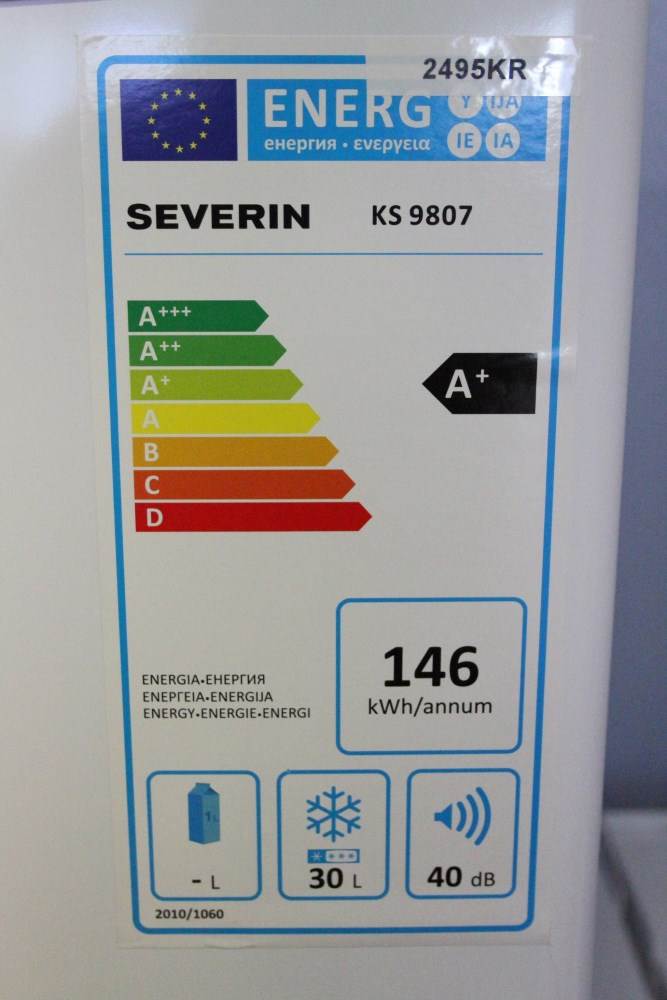 2495KR
ENERG Y IJA
енергия · ενεργεια IE IA
SEVERIN KS 9807
A+++
A++
A+
A+
A
B
C
D
146
kWh/annum
ENERGIA·ЕНЕРГИЯ
ΕΝΕΡΓΕΙΑ·ENERGIJA
ENERGY·ENERGIE·ENERGI
1L
- L
30 L
40 dB
2010/1060